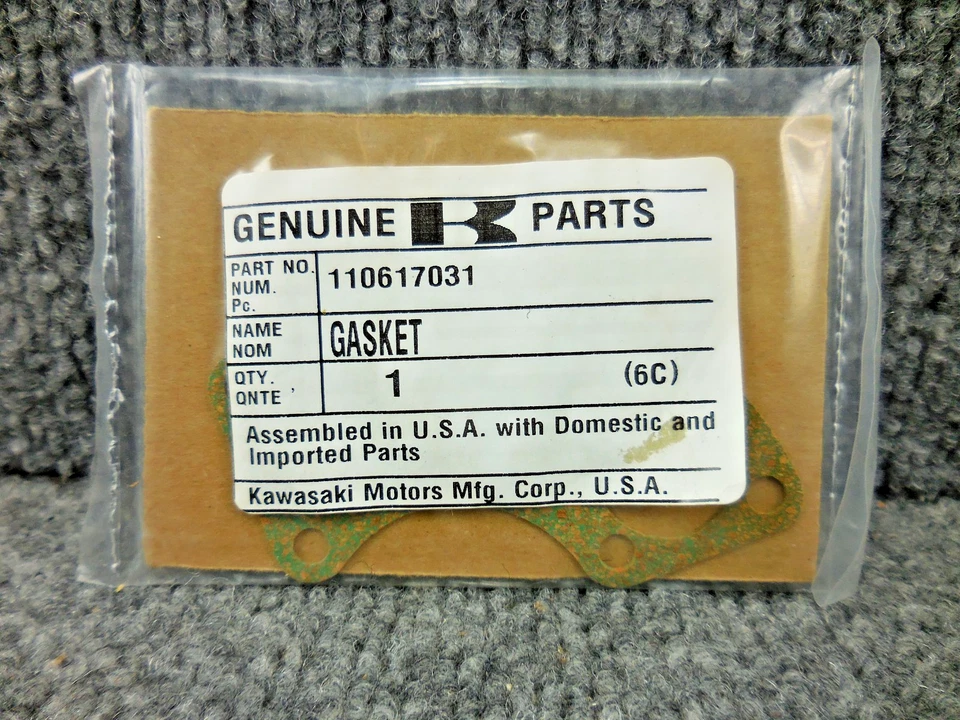 GENUINE K PARTS
PART NO. 110617031
NUM.
Pc.
NAME GASKET
NOM
QTY. 1 (6C)
QNTE
Assembled in U.S.A. with Domestic and
Imported Parts
Kawasaki Motors Mfg. Corp., U.S.A.